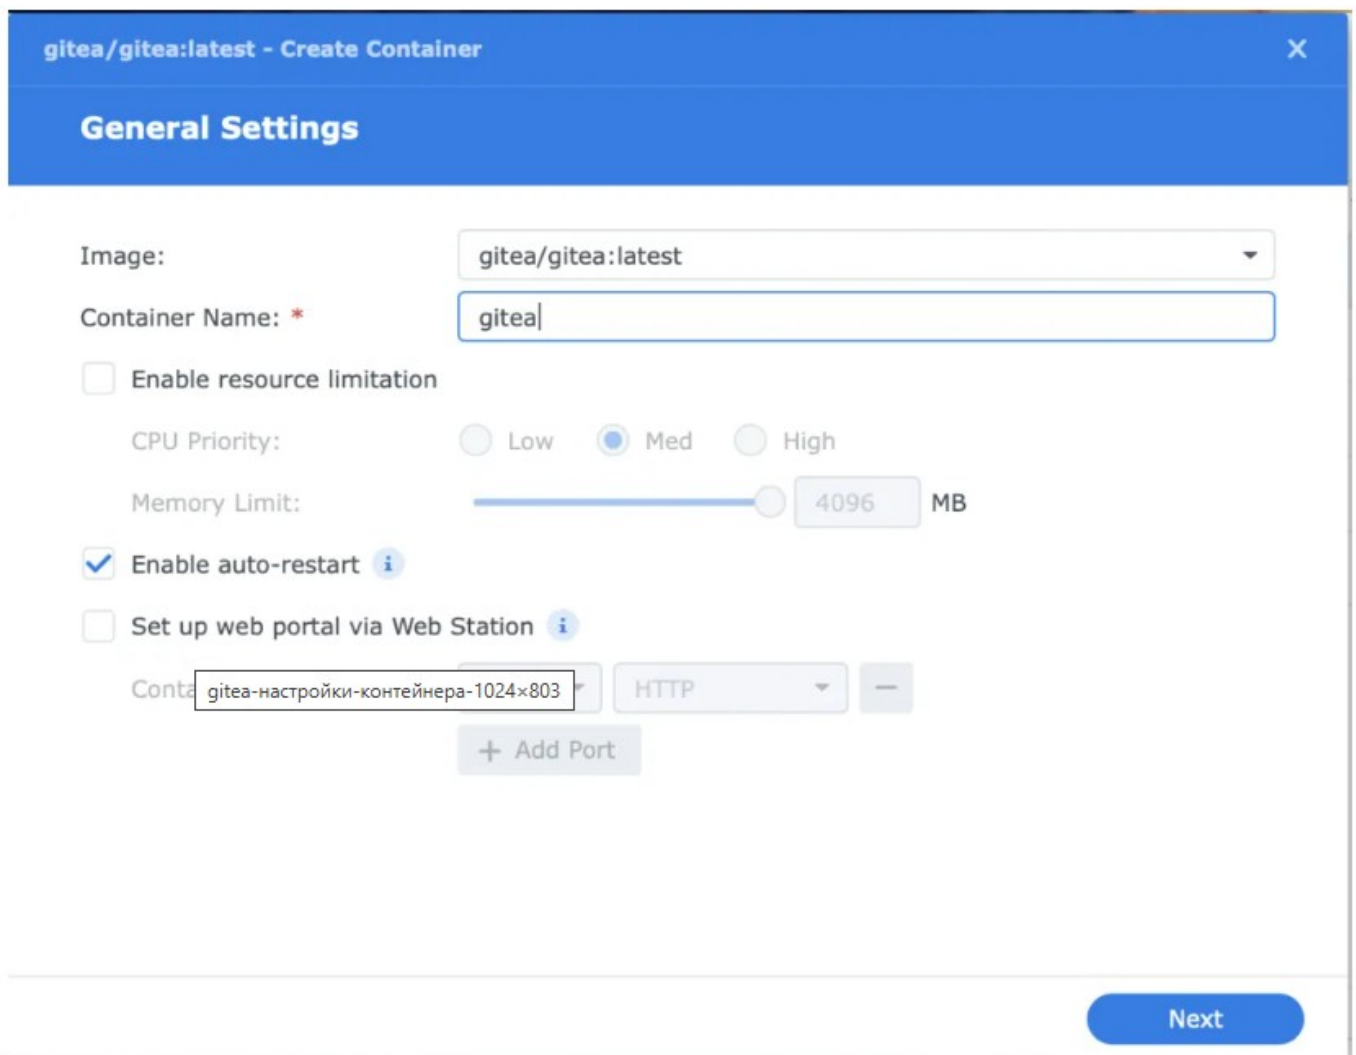 gitea/gitea:latest - Create Container
General Settings
Image: gitea/gitea:latest
Container Name: * gitea
Enable resource limitation
CPU Priority: Low Med High
Memory Limit: 4096 MB
Enable auto-restart i
Set up web portal via Web Station i
gitea-настройки-контейнера-1024×803 HTTP
+ Add Port
Next